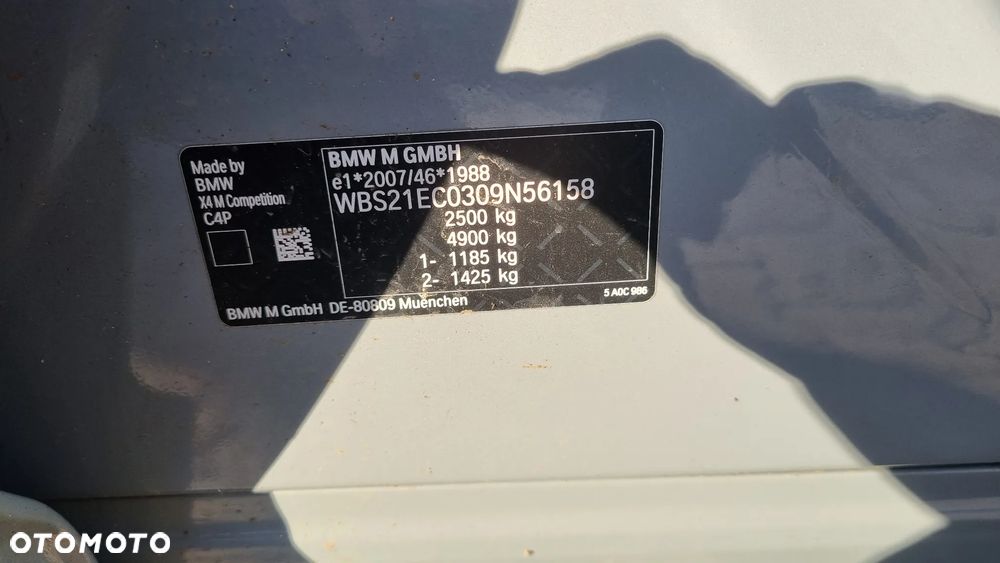 Made by
BMW
X4 M Competition
C4P
BMW M GMBH
e1*2007/46*1988
WBS21EC0309N56158
2500 kg
4900 kg
1- 1185 kg
2- 1425 kg
BMW M GmbH DE-80809 Muenchen
5 A0C 986
OTOMOTO